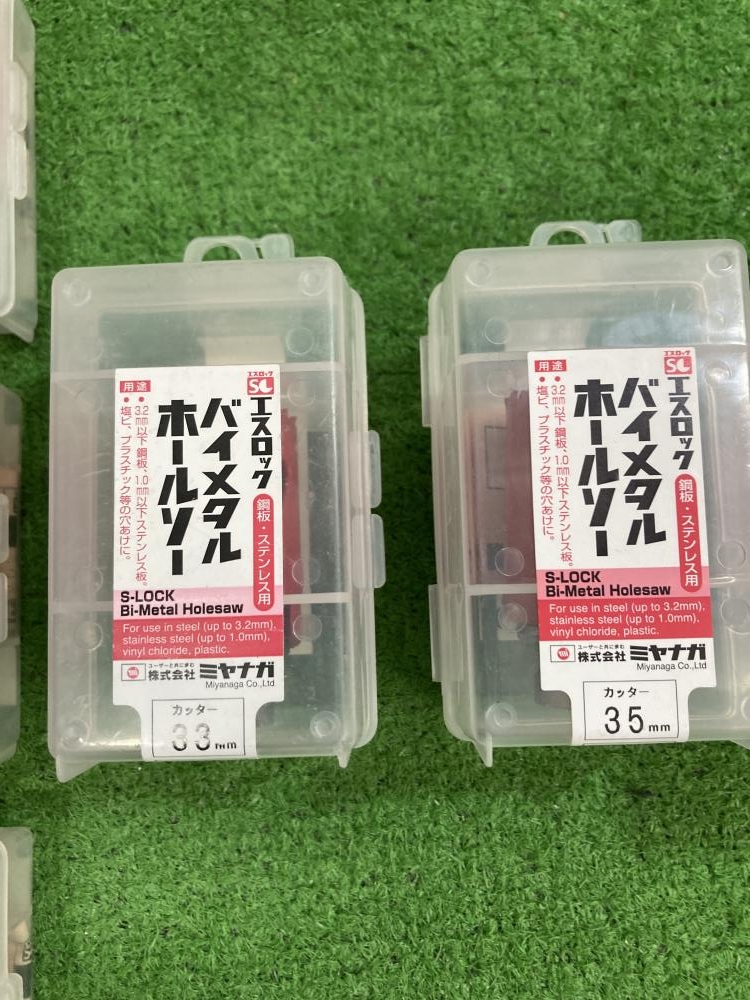 エスロック
SL
エスロック
バイメタル
ホールソー
鋼板・ステンレス用
用途
●3.2mm以下 鋼板、1.0mm以下ステンレス板。
●塩ビ、プラスチック等の穴あけに。
S-LOCK
Bi-Metal Holesaw
For use in steel (up to 3.2mm),
stainless steel (up to 1.0mm),
vinyl chloride, plastic.
ユーザーと共に歩む
株式会社 ミヤナガ
Miyanaga Co.,Ltd
カッター
33mm
エスロック
SL
エスロック
バイメタル
ホールソー
鋼板・ステンレス用
用途
●3.2mm以下 鋼板、1.0mm以下ステンレス板。
●塩ビ、プラスチック等の穴あけに。
S-LOCK
Bi-Metal Holesaw
For use in steel (up to 3.2mm),
stainless steel (up to 1.0mm),
vinyl chloride, plastic.
ユーザーと共に歩む
株式会社 ミヤナガ
Miyanaga Co.,Ltd
カッター
35mm